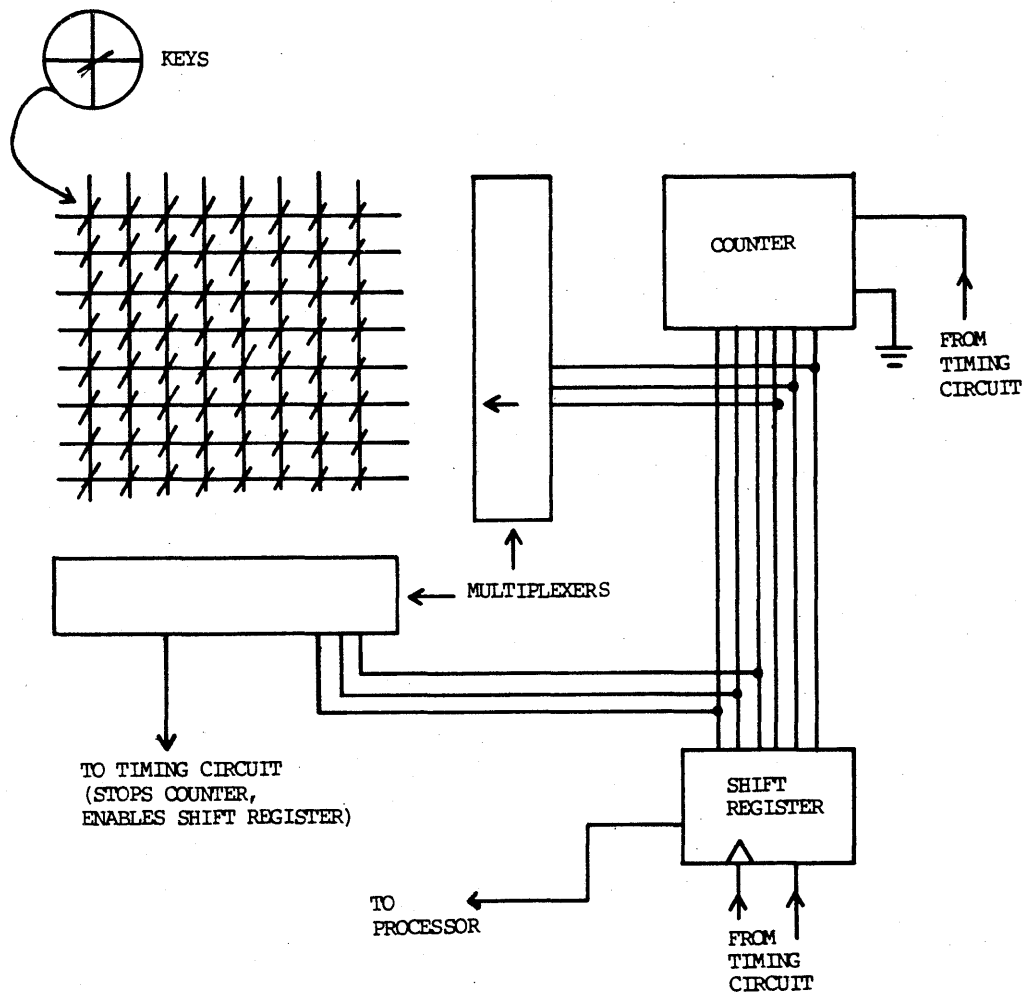 KEYS
COUNTER
FROM
TIMING
CIRCUIT
MULTIPLEXERS
TO TIMING CIRCUIT
(STOPS COUNTER,
ENABLES SHIFT REGISTER)
SHIFT
REGISTER
TO
PROCESSOR
FROM
TIMING
CIRCUIT